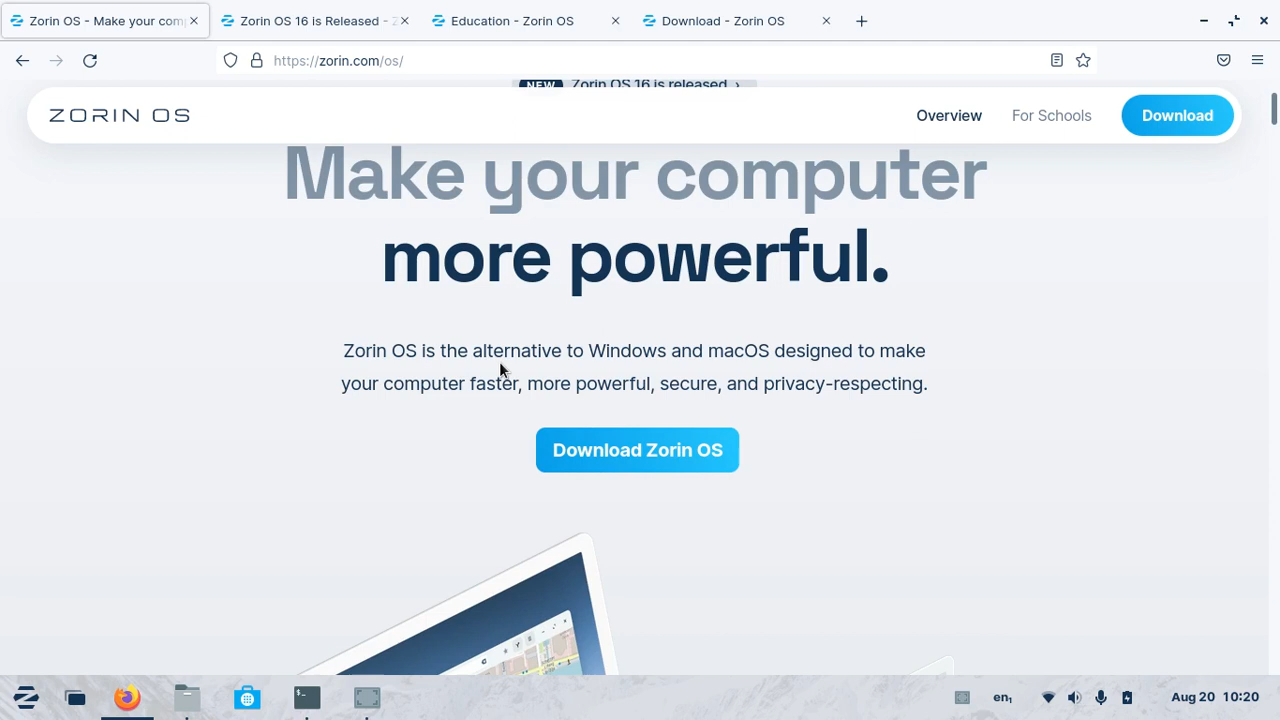 Zorin OS - Make your com
Zorin OS 16 is Released -
Education - Zorin OS
Download - Zorin OS
https://zorin.com/os/
NEW Zorin OS 16 is released ›
ZORIN OS
Overview
For Schools
Download
Make your computer
more powerful.
Zorin OS is the alternative to Windows and macOS designed to make
your computer faster, more powerful, secure, and privacy-respecting.
Download Zorin OS
en₁
Aug 20 10:20